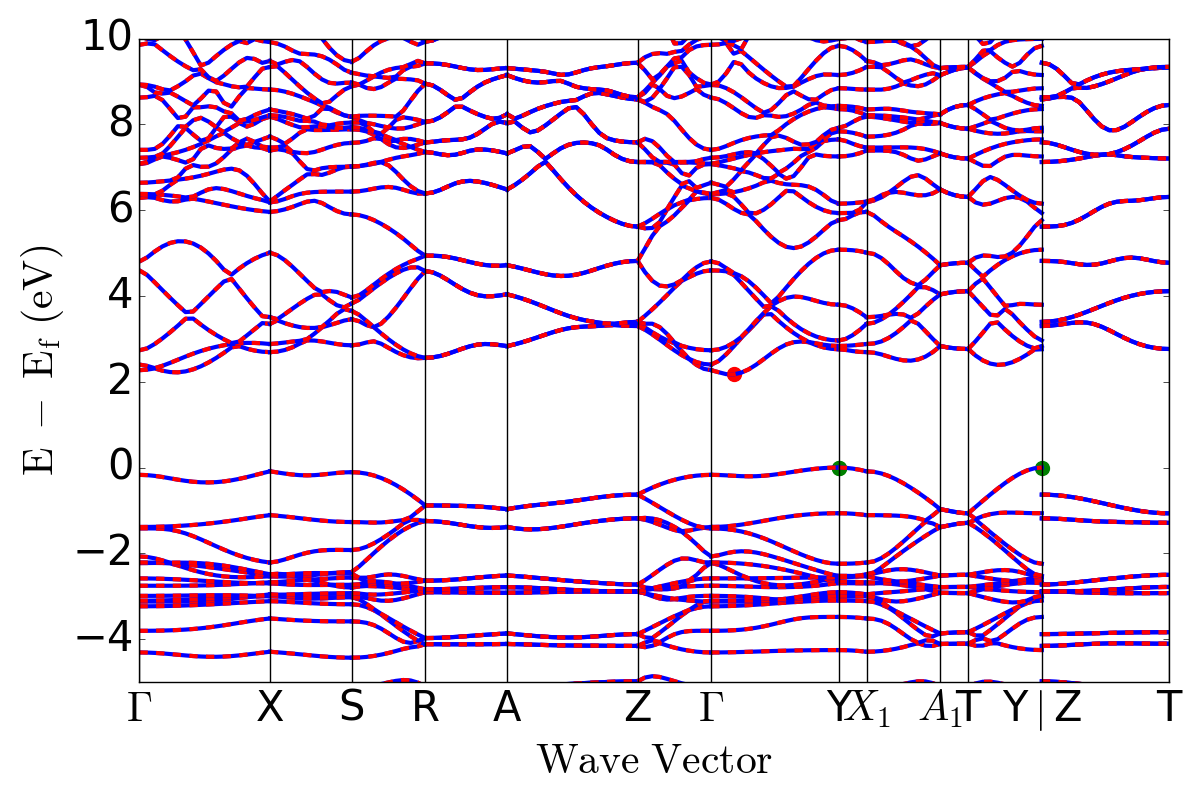 E − E_f (eV)
10
8
6
4
2
0
−2
−4
Γ X S R A Z Γ Y X_1 A_1 T Y | Z T
Wave Vector